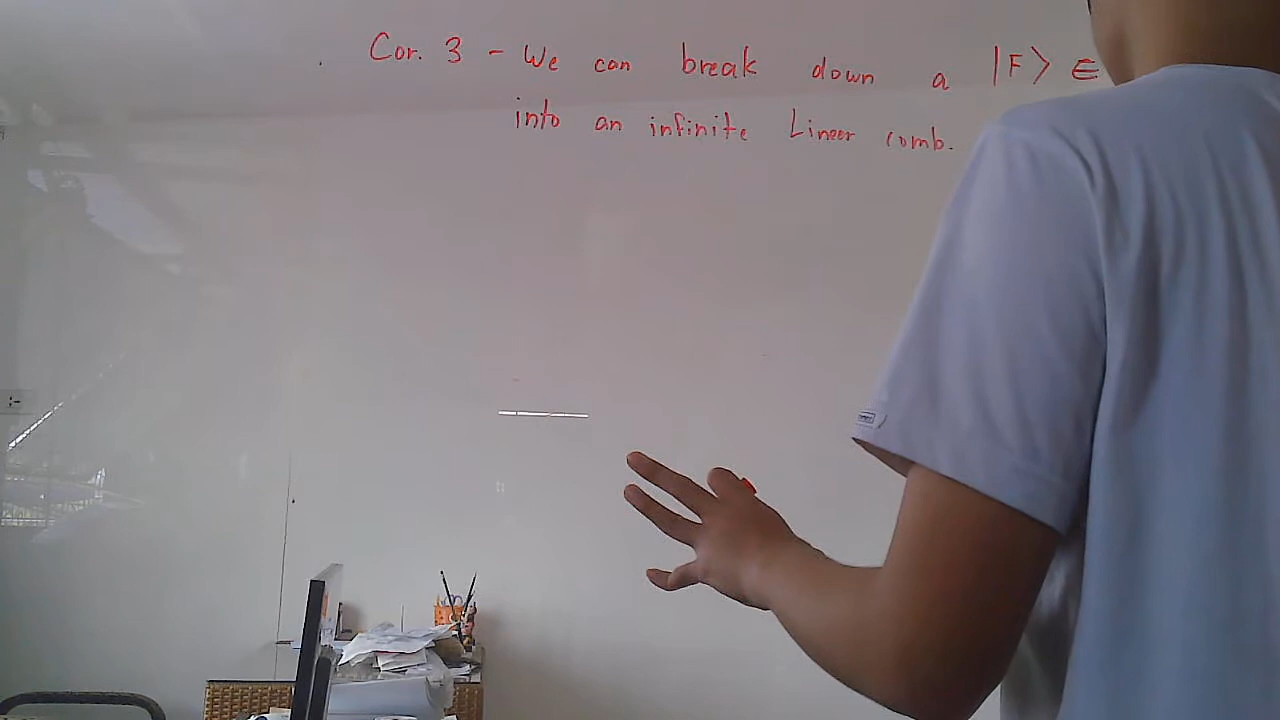 Cor. 3 - We can break down a |F> ∈
into an infinite Linear comb.